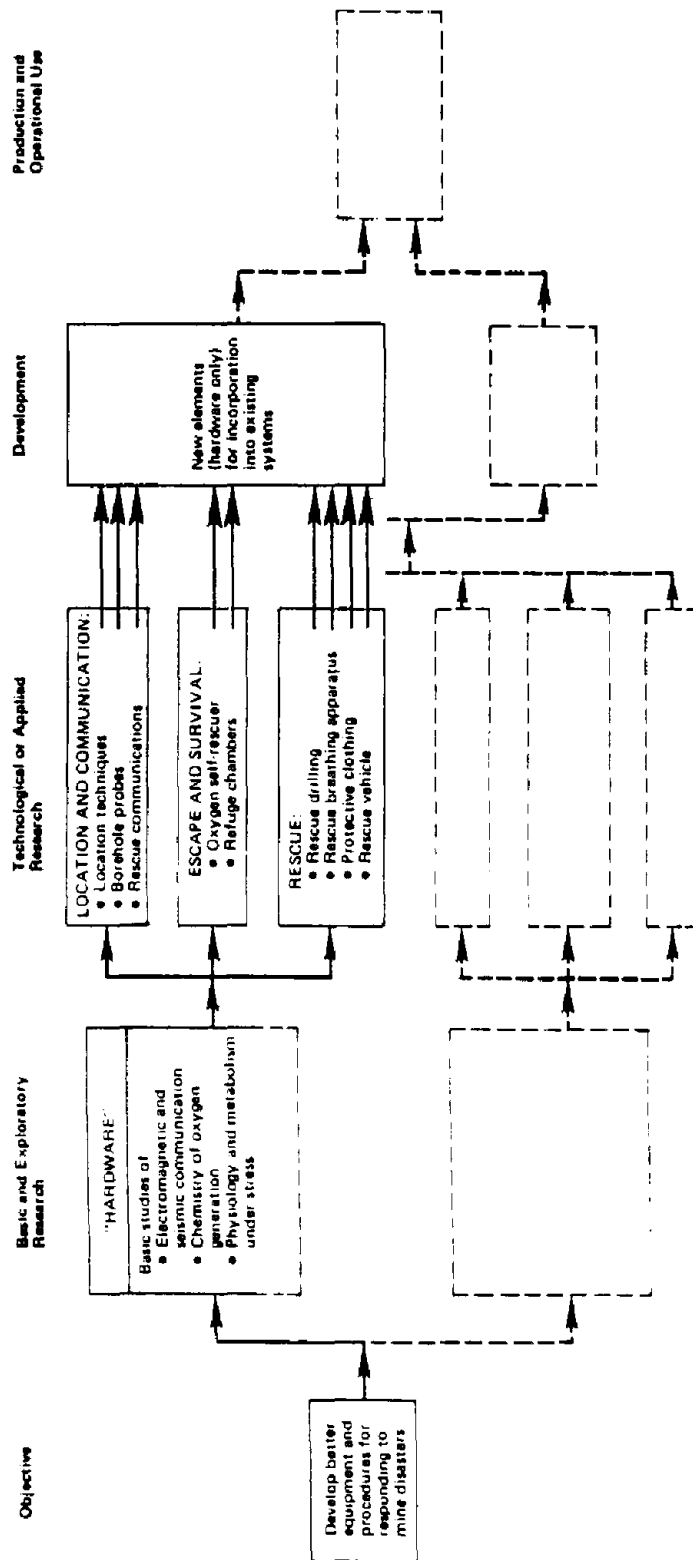 Objective
Basic and Exploratory
Research
Technological or Applied
Research
Development
Production and
Operational Use
Develop better
equipment and
procedures for
responding to
mine disasters
"HARDWARE"
Basic studies of
• Electromagnetic and
seismic communication
• Chemistry of oxygen
generation
• Physiology and metabolism
under stress
LOCATION AND COMMUNICATION:
• Location techniques
• Borehole probes
• Rescue communications
ESCAPE AND SURVIVAL:
• Oxygen self-rescuer
• Refuge chambers
RESCUE:
• Rescue drilling
• Rescue breathing apparatus
• Protective clothing
• Rescue vehicle
New elements
(hardware only)
for incorporation
into existing
systems